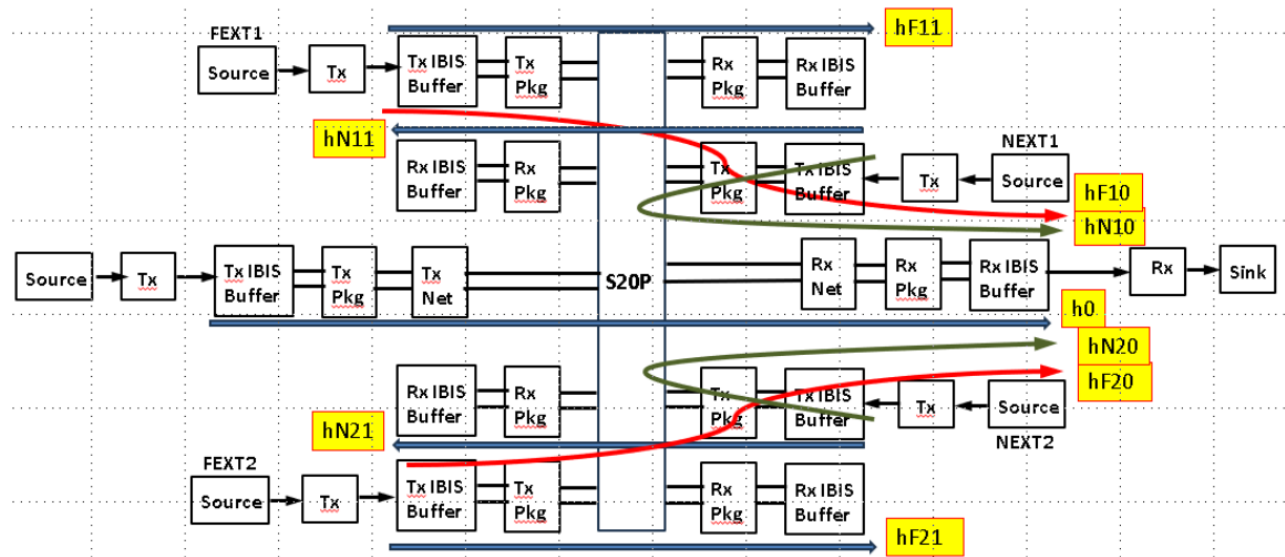 FEXT1
hF11
Source
Tx
Tx IBIS
Buffer
Tx
Pkg
Rx
Pkg
Rx IBIS
Buffer
hN11
Rx IBIS
Buffer
Rx
Pkg
Tx
Pkg
Tx IBIS
Buffer
Tx
NEXT1
Source
hF10
hN10
Source
Tx
Tx IBIS
Buffer
Tx
Pkg
Tx
Net
S20P
Rx
Net
Rx
Pkg
Rx IBIS
Buffer
Rx
Sink
h0
hN20
hF20
Rx IBIS
Buffer
Rx
Pkg
Tx
Pkg
Tx IBIS
Buffer
Tx
Source
NEXT2
hN21
FEXT2
Source
Tx
Tx IBIS
Buffer
Tx
Pkg
Rx
Pkg
Rx IBIS
Buffer
hF21